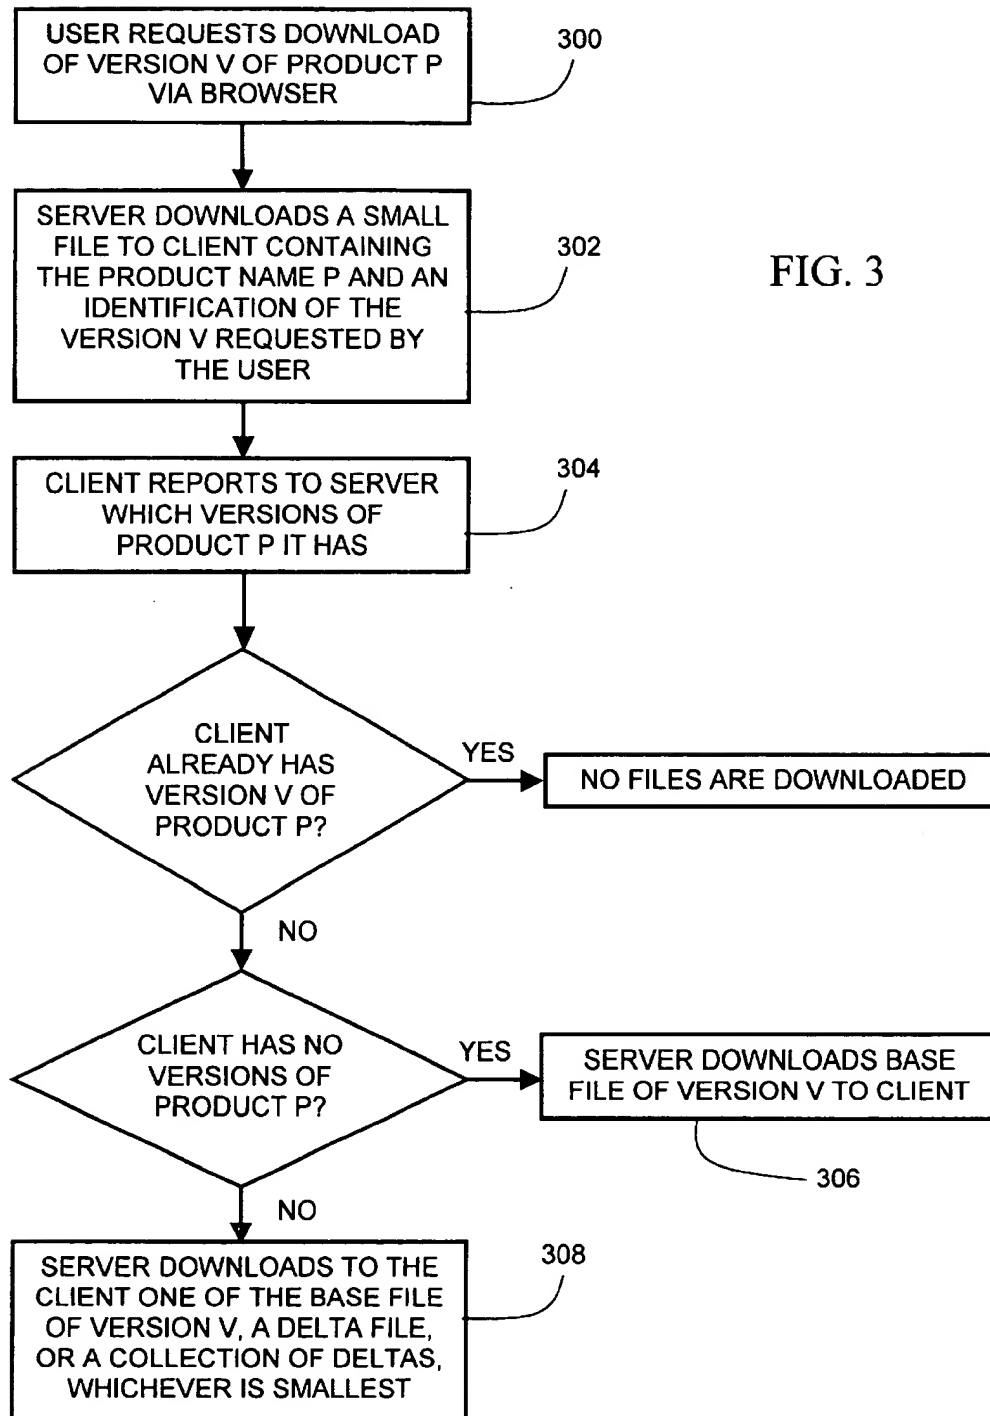 USER REQUESTS DOWNLOAD
OF VERSION V OF PRODUCT P
VIA BROWSER
300
SERVER DOWNLOADS A SMALL
FILE TO CLIENT CONTAINING
THE PRODUCT NAME P AND AN
IDENTIFICATION OF THE
VERSION V REQUESTED BY
THE USER
302
FIG. 3
CLIENT REPORTS TO SERVER
WHICH VERSIONS OF
PRODUCT P IT HAS
304
CLIENT
ALREADY HAS
VERSION V OF
PRODUCT P?
YES
NO FILES ARE DOWNLOADED
NO
CLIENT HAS NO
VERSIONS OF
PRODUCT P?
YES
SERVER DOWNLOADS BASE
FILE OF VERSION V TO CLIENT
306
NO
SERVER DOWNLOADS TO THE
CLIENT ONE OF THE BASE FILE
OF VERSION V, A DELTA FILE,
OR A COLLECTION OF DELTAS,
WHICHEVER IS SMALLEST
308